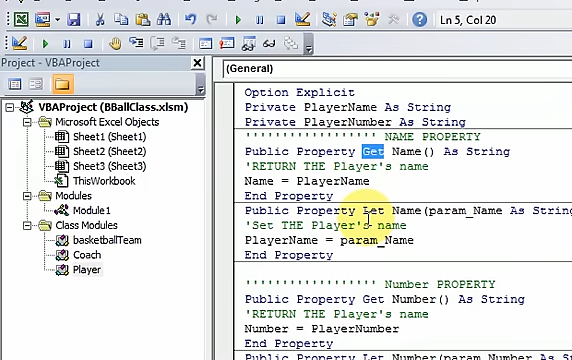 Ln 5, Col 20
Project - VBAProject
VBAProject (BBallClass.xlsm)
Microsoft Excel Objects
Sheet1 (Sheet1)
Sheet2 (Sheet2)
Sheet3 (Sheet3)
ThisWorkbook
Modules
Module1
Class Modules
basketballTeam
Coach
Player
(General)
Option Explicit
Private PlayerName As String
Private PlayerNumber As String
'''''''''''''''''' NAME PROPERTY
Public Property Get Name() As String
'RETURN THE Player's name
Name = PlayerName
End Property
Public Property Let Name(param_Name As String
'Set THE Player's name
PlayerName = param_Name
End Property
'''''''''''''''''' Number PROPERTY
Public Property Get Number() As String
'RETURN THE Player's name
Number = PlayerNumber
End Property
Public Property Let Number(param_Number As